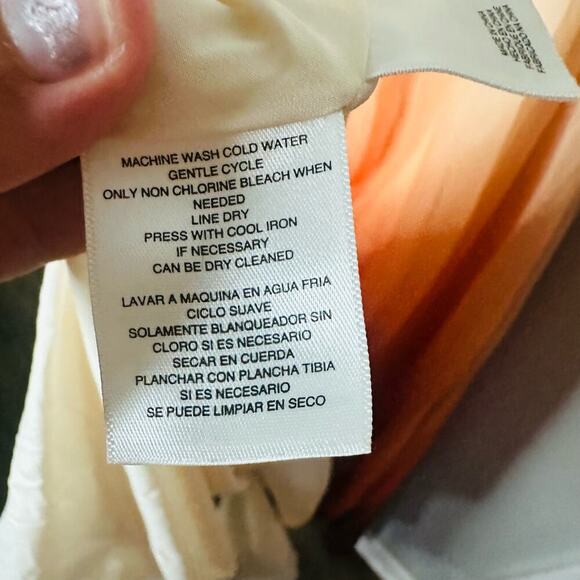 MACHINE WASH COLD WATER
GENTLE CYCLE
ONLY NON CHLORINE BLEACH WHEN
NEEDED
LINE DRY
PRESS WITH COOL IRON
IF NECESSARY
CAN BE DRY CLEANED
LAVAR A MAQUINA EN AGUA FRIA
CICLO SUAVE
SOLAMENTE BLANQUEADOR SIN
CLORO SI ES NECESARIO
SECAR EN CUERDA
PLANCHAR CON PLANCHA TIBIA
SI ES NECESARIO
SE PUEDE LIMPIAR EN SECO